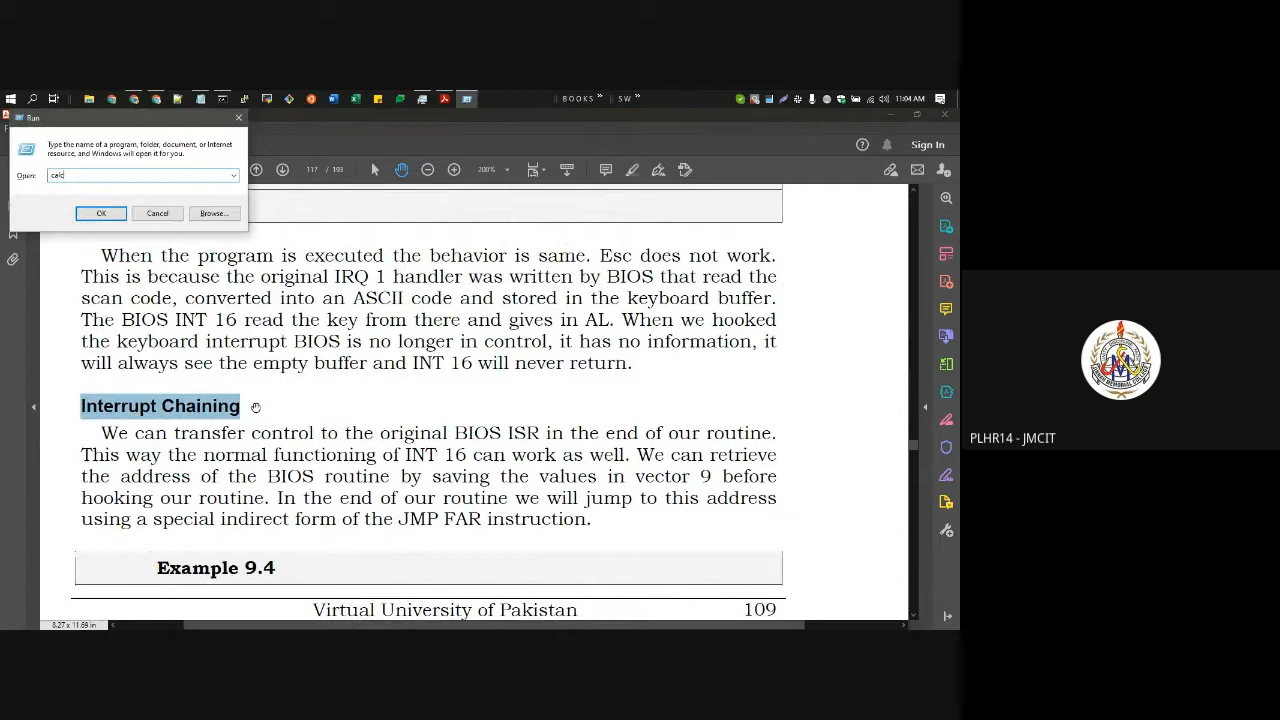 BOOKS »
SW »
11:04 AM
Run
Type the name of a program, folder, document, or Internet
resource, and Windows will open it for you.
Open: calc
OK Cancel Browse...
117 / 193
200%
Sign In
When the program is executed the behavior is same. Esc does not work.
This is because the original IRQ 1 handler was written by BIOS that read the
scan code, converted into an ASCII code and stored in the keyboard buffer.
The BIOS INT 16 read the key from there and gives in AL. When we hooked
the keyboard interrupt BIOS is no longer in control, it has no information, it
will always see the empty buffer and INT 16 will never return.
Interrupt Chaining
We can transfer control to the original BIOS ISR in the end of our routine.
This way the normal functioning of INT 16 can work as well. We can retrieve
the address of the BIOS routine by saving the values in vector 9 before
hooking our routine. In the end of our routine we will jump to this address
using a special indirect form of the JMP FAR instruction.
Example 9.4
Virtual University of Pakistan 109
8.27 x 11.69 in
PLHR14 - JMCIT